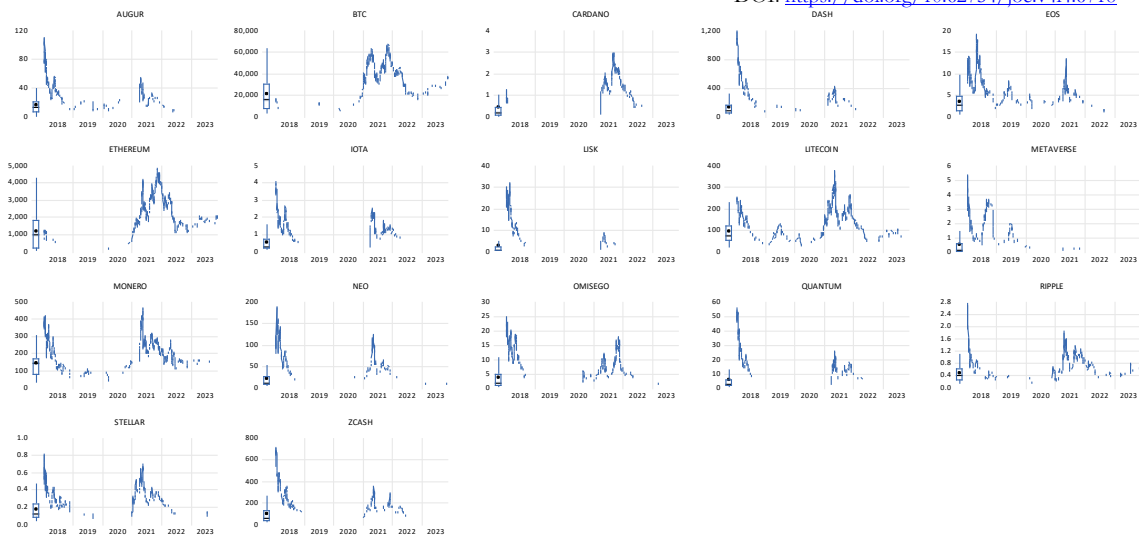 DOI:
AUGUR
120
80
40
0
2018 2019 2020 2021 2022 2023
BTC
80,000
60,000
40,000
20,000
0
2018 2019 2020 2021 2022 2023
CARDANO
4
3
2
1
0
2018 2019 2020 2021 2022 2023
DASH
1,200
800
400
0
2018 2019 2020 2021 2022 2023
EOS
20
15
10
5
0
2018 2019 2020 2021 2022 2023
ETHEREUM
5,000
4,000
3,000
2,000
1,000
0
2018 2019 2020 2021 2022 2023
IOTA
5
4
3
2
1
0
2018 2019 2020 2021 2022 2023
LISK
40
30
20
10
0
2018 2019 2020 2021 2022 2023
LITECOIN
400
300
200
100
0
2018 2019 2020 2021 2022 2023
METAVERSE
6
5
4
3
2
1
0
2018 2019 2020 2021 2022 2023
MONERO
500
400
300
200
100
0
2018 2019 2020 2021 2022 2023
NEO
200
150
100
50
0
2018 2019 2020 2021 2022 2023
OMISEGO
30
25
20
15
10
5
0
2018 2019 2020 2021 2022 2023
QUANTUM
60
50
40
30
20
10
0
2018 2019 2020 2021 2022 2023
RIPPLE
2.8
2.4
2.0
1.6
1.2
0.8
0.4
0.0
2018 2019 2020 2021 2022 2023
STELLAR
1.0
0.8
0.6
0.4
0.2
0.0
2018 2019 2020 2021 2022 2023
ZCASH
800
600
400
200
0
2018 2019 2020 2021 2022 2023